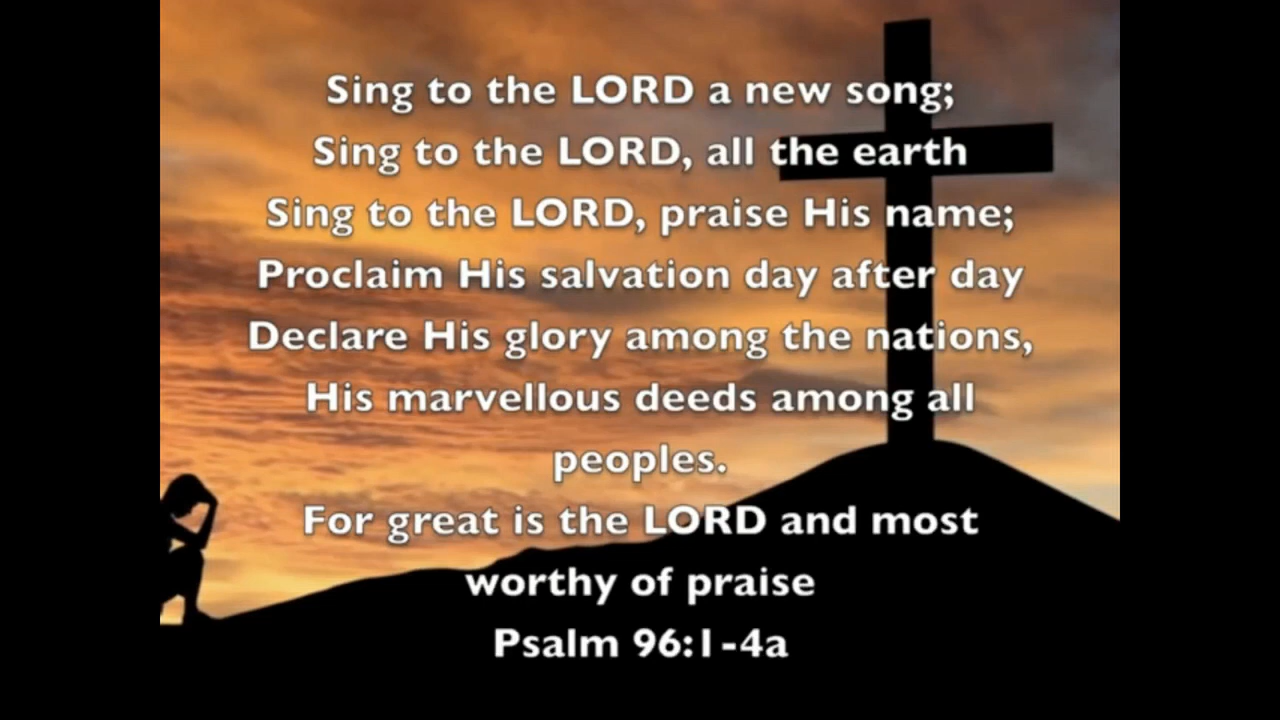 Sing to the LORD a new song;
Sing to the LORD, all the earth
Sing to the LORD, praise His name;
Proclaim His salvation day after day
Declare His glory among the nations,
His marvellous deeds among all
peoples.
For great is the LORD and most
worthy of praise
Psalm 96:1-4a